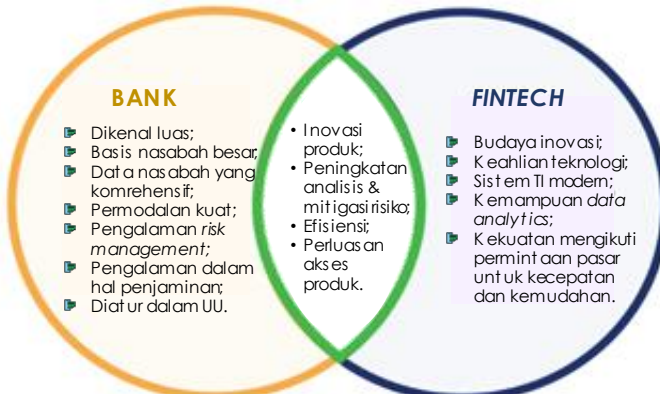 BANK
Dikenal luas;
Basis nasabah besar;
Data nasabah yang
komrehensif;
Permodalan kuat;
Pengalaman risk
management;
Pengalaman dalam
hal penjaminan;
Diatur dalam UU.
• Inovasi
produk;
• Peningkatan
analisis &
mitigasi risiko;
• Efisiensi;
• Perluasan
akses
produk.
FINTECH
Budaya inovasi;
Keahlian teknologi;
Sistem TI modern;
Kemampuan data
analytics;
Kekuatan mengikuti
permintaan pasar
untuk kecepatan
dan kemudahan.